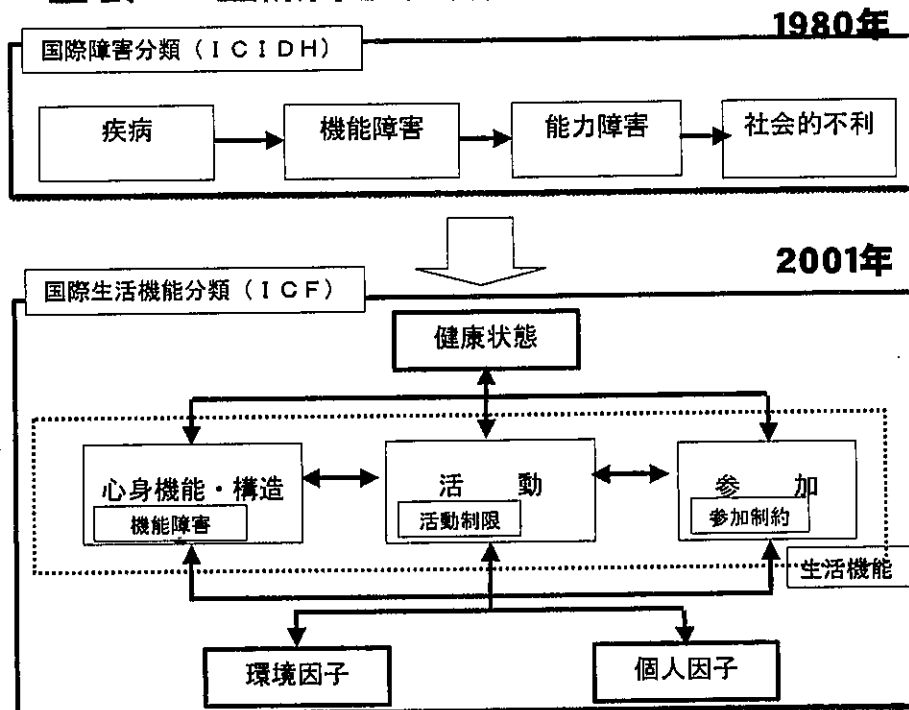 1980年
国際障害分類(ICIDH)
疾病
機能障害
能力障害
社会的不利
2001年
国際生活機能分類(ICF)
健康状態
心身機能・構造
機能障害
活 動
活動制限
参 加
参加制約
生活機能
環境因子
個人因子